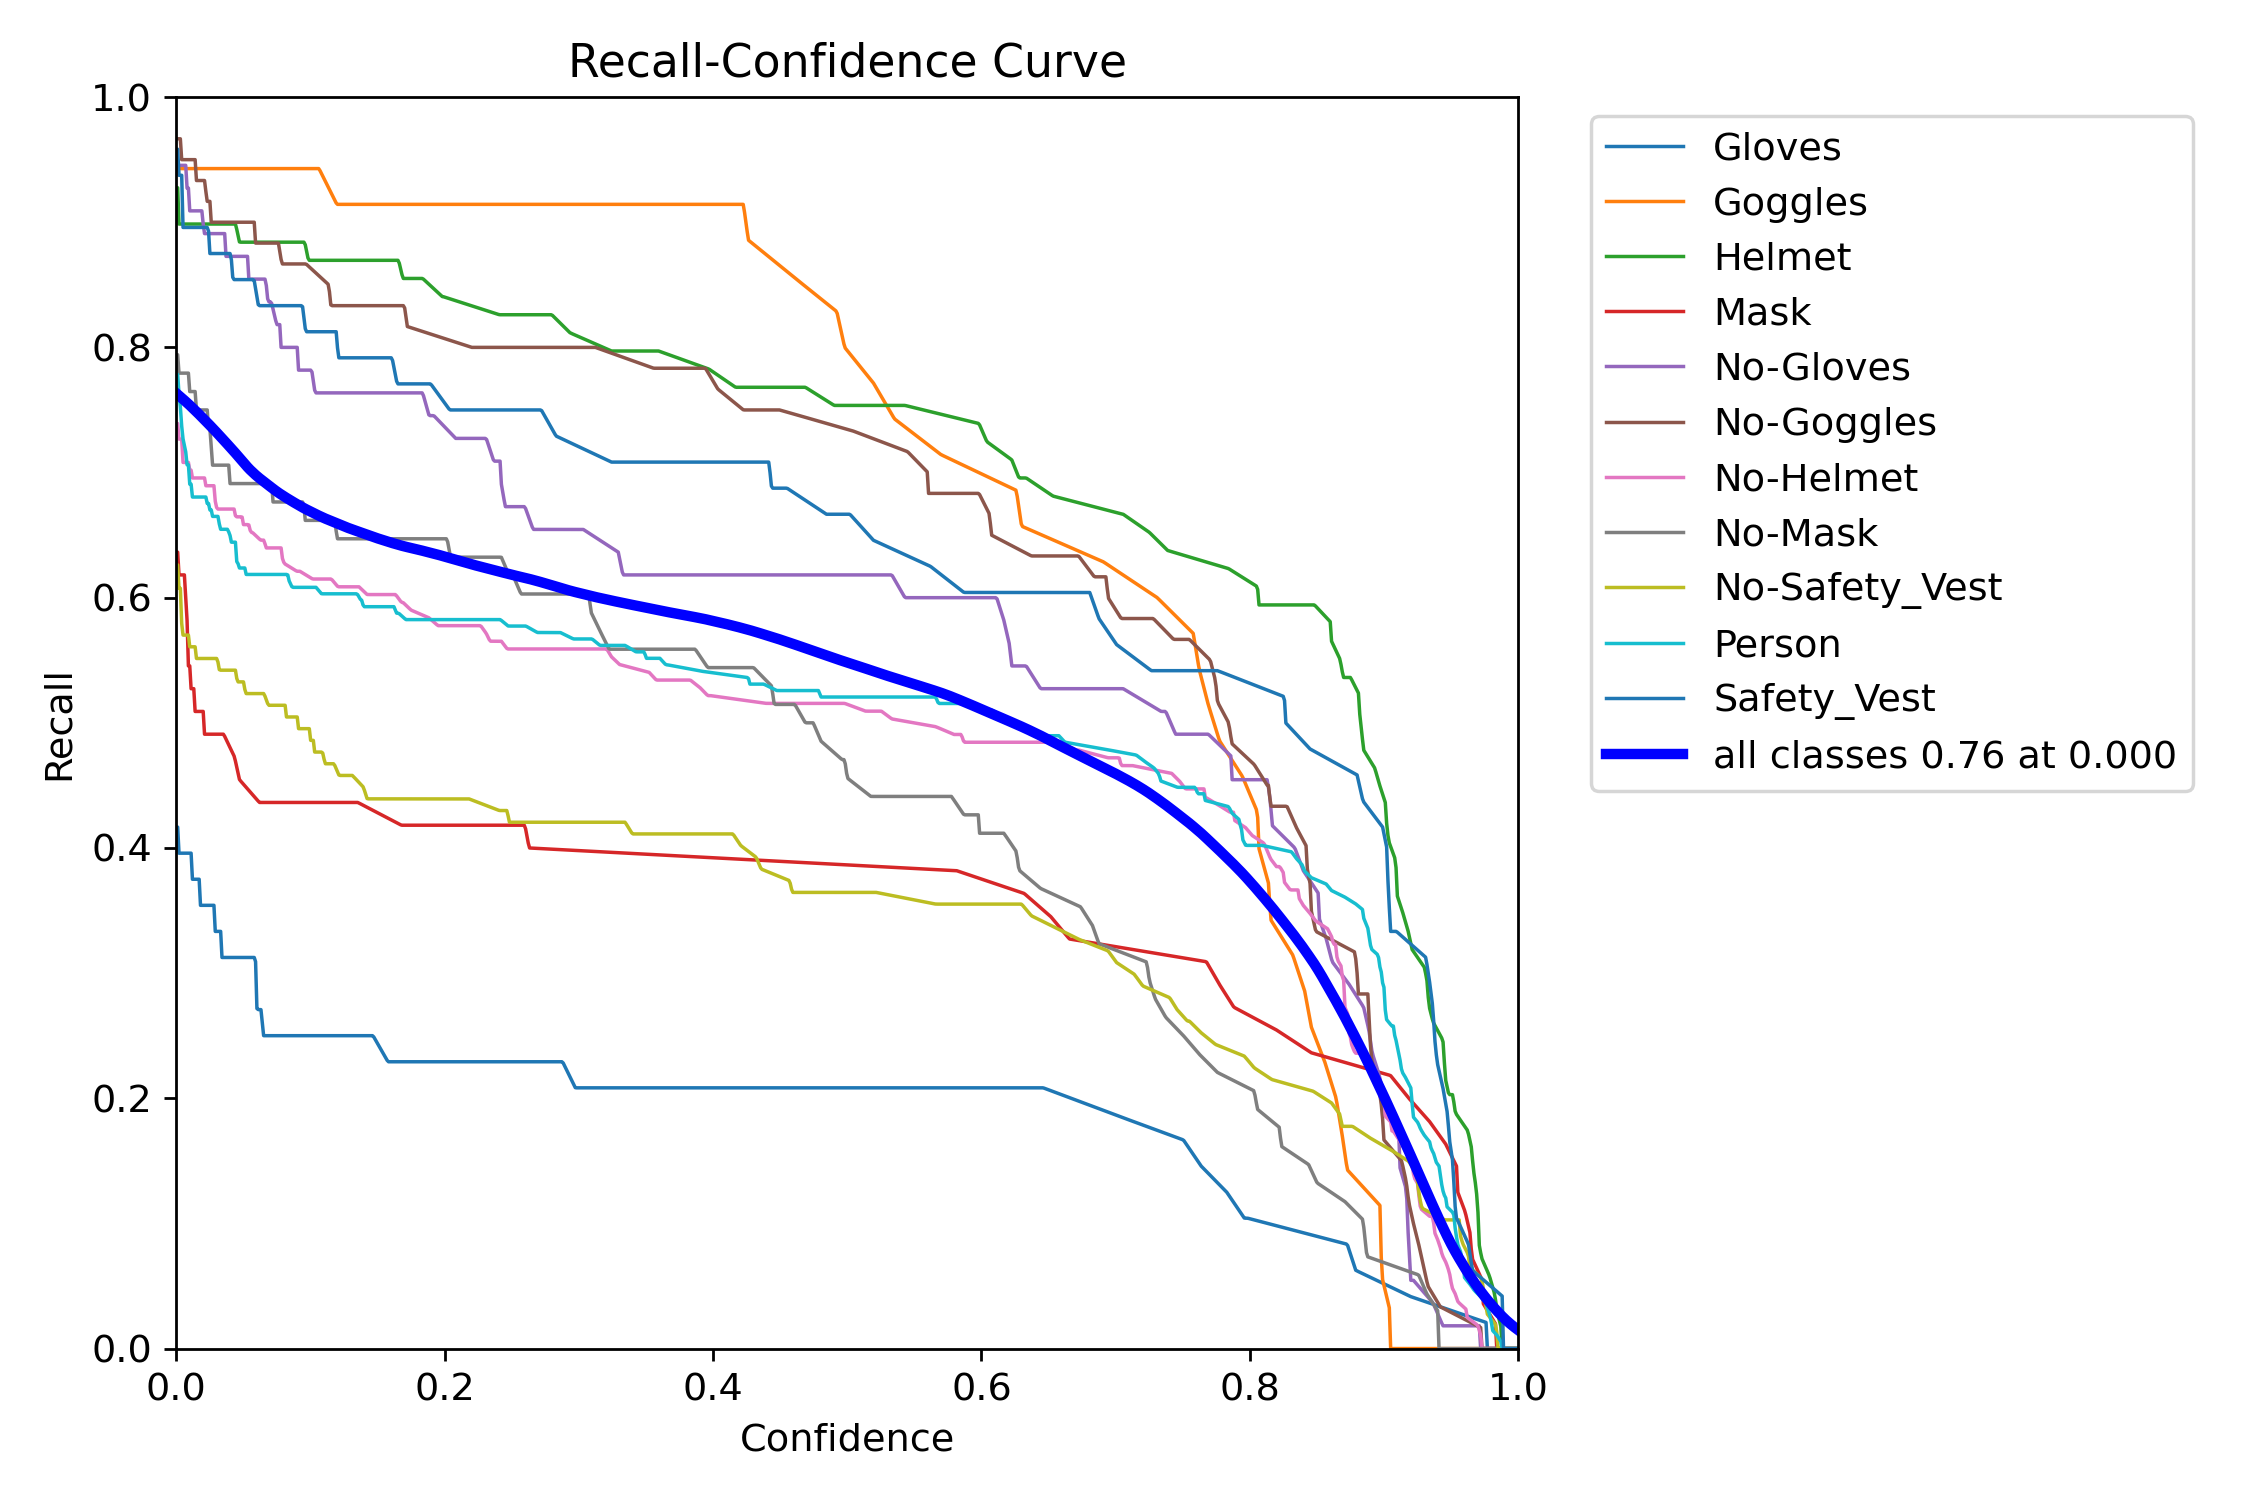 Recall-Confidence Curve
1.0
0.8
0.6
0.4
0.2
0.0
Recall
0.0 0.2 0.4 0.6 0.8 1.0
Confidence
Gloves
Goggles
Helmet
Mask
No-Gloves
No-Goggles
No-Helmet
No-Mask
No-Safety_Vest
Person
Safety_Vest
all classes 0.76 at 0.000